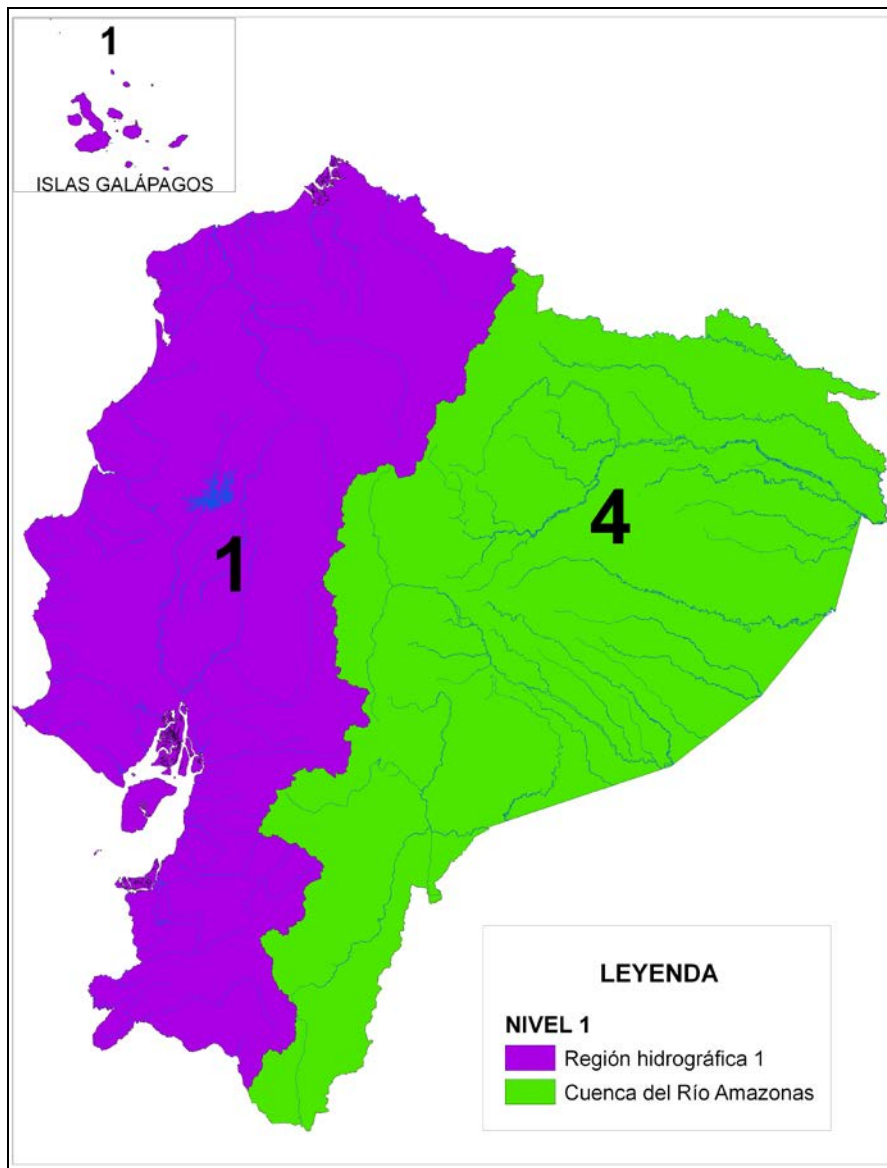 1
ISLAS GALÁPAGOS
4
1
LEYENDA
NIVEL 1
Región hidrográfica 1
Cuenca del Río Amazonas